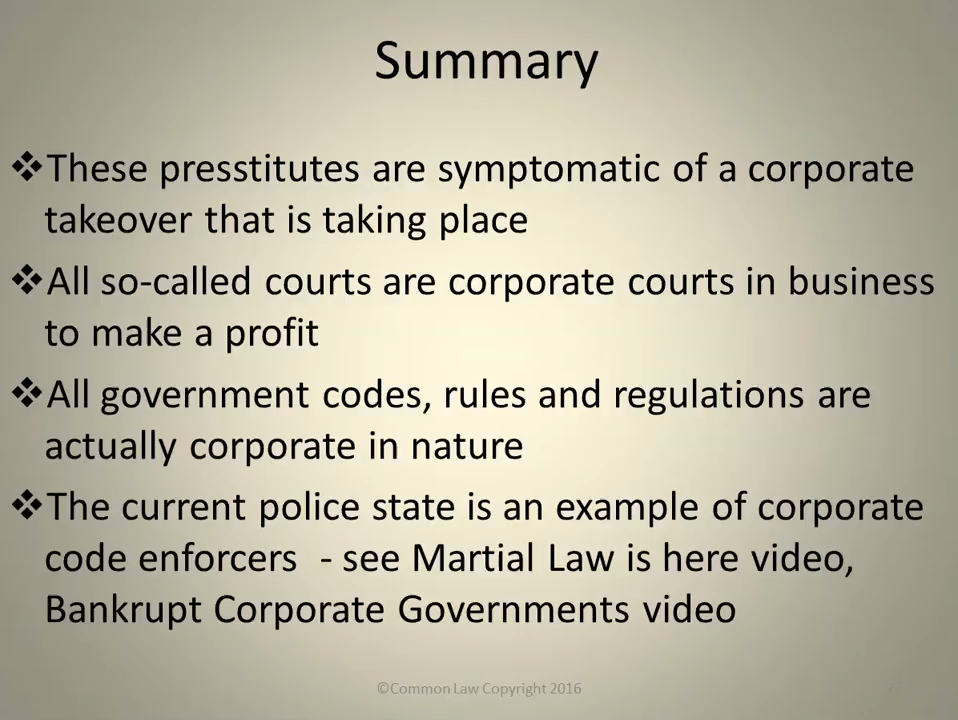 Summary
❖These presstitutes are symptomatic of a corporate
takeover that is taking place
❖All so-called courts are corporate courts in business
to make a profit
❖All government codes, rules and regulations are
actually corporate in nature
❖The current police state is an example of corporate
code enforcers - see Martial Law is here video,
Bankrupt Corporate Governments video
©Common Law Copyright 2016